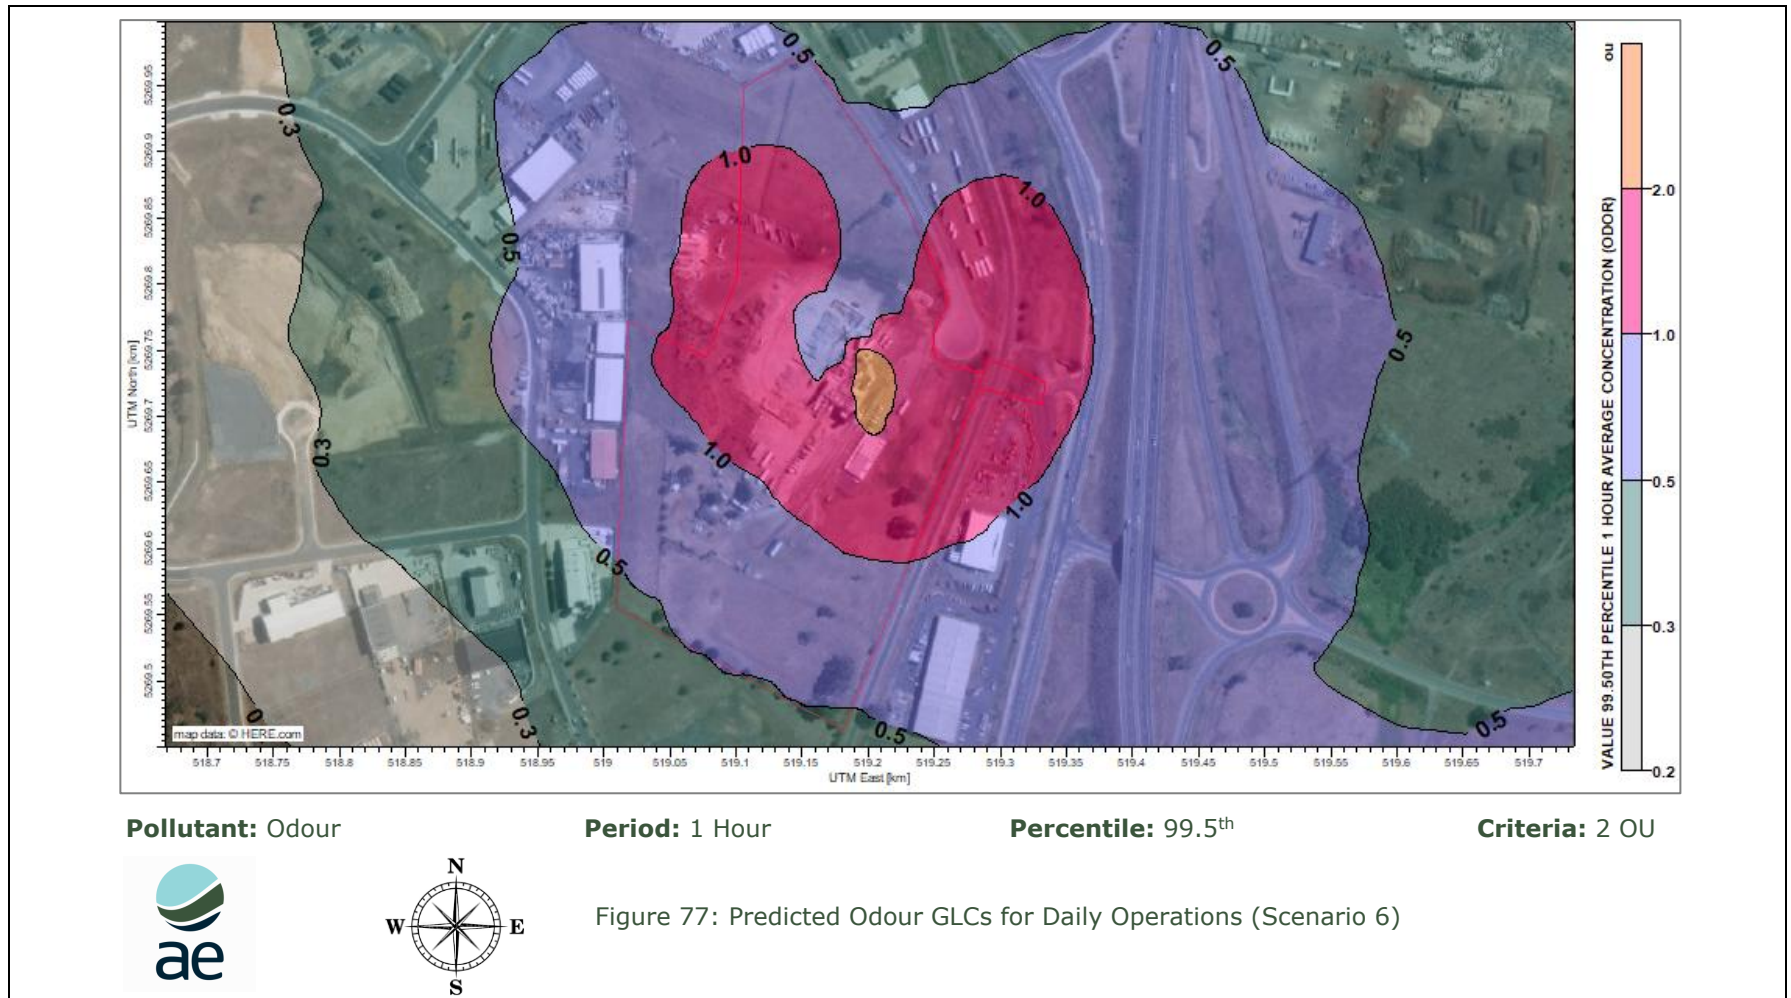 0.5
0.5
0.3
1.0
1.0
0.5
0.5
0.3
1.0
1.0
0.5
0.3
0.5
0.5
map data: © HERE.com
5269.95
5269.9
5269.85
5269.8
5269.75
5269.7
5269.65
5269.6
5269.55
5269.5
UTM North [km]
518.7 518.75 518.8 518.85 518.9 518.95 519 519.05 519.1 519.15 519.2 519.25 519.3 519.35 519.4 519.45 519.5 519.55 519.6 519.65 519.7
UTM East [km]
VALUE 99.50TH PERCENTILE 1 HOUR AVERAGE CONCENTRATION (ODOR)
ou
2.0
1.0
0.5
0.3
0.2
Pollutant: Odour Period: 1 Hour Percentile: 99.5th Criteria: 2 OU
ae
N
W E
S
Figure 77: Predicted Odour GLCs for Daily Operations (Scenario 6)